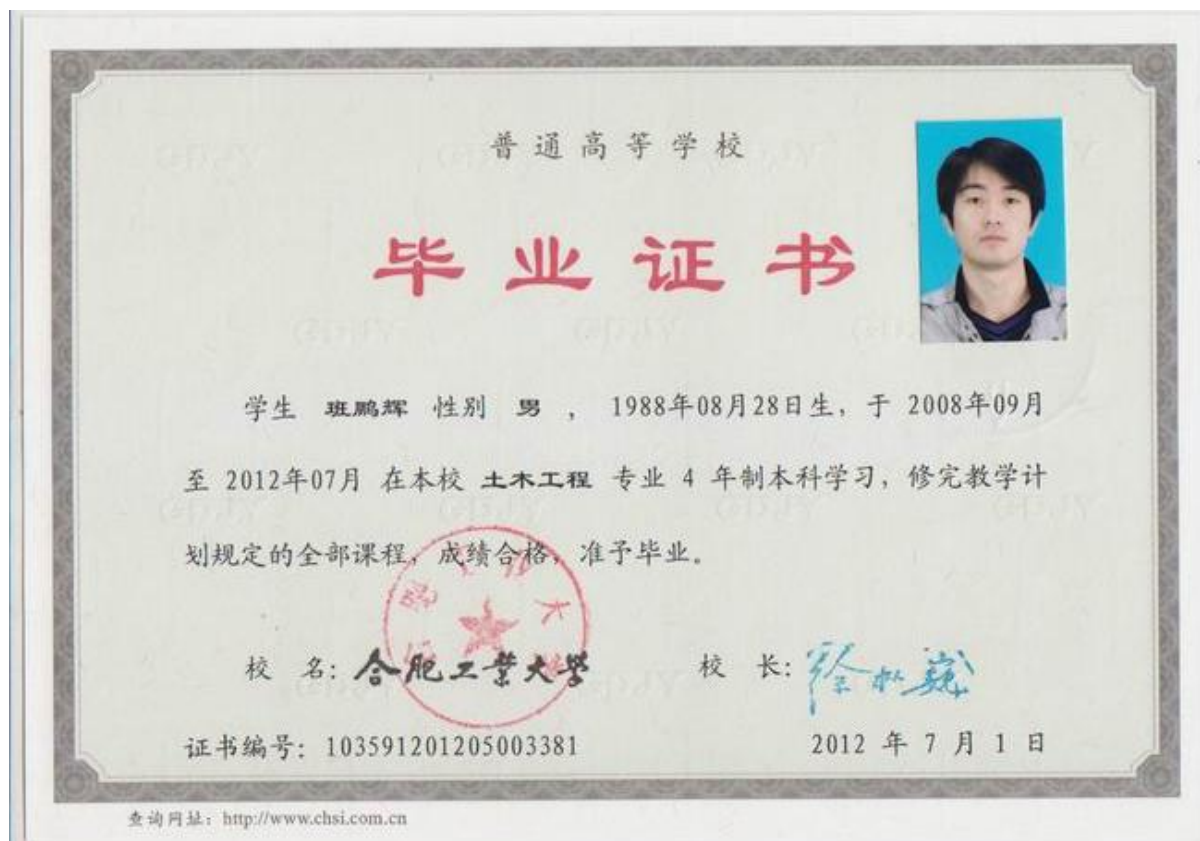 普通高等学校
毕业证书
学生 班鹏辉 性别 男 , 1988年08月28日生, 于 2008年09月
至 2012年07月 在本校 土木工程 专业 4 年制本科学习, 修完教学计
划规定的全部课程, 成绩合格, 准予毕业。
校 名: 合肥工業大學 校 长:
证书编号: 103591201205003381 2012 年 7 月 1 日
查询网址: http://www.chsi.com.cn